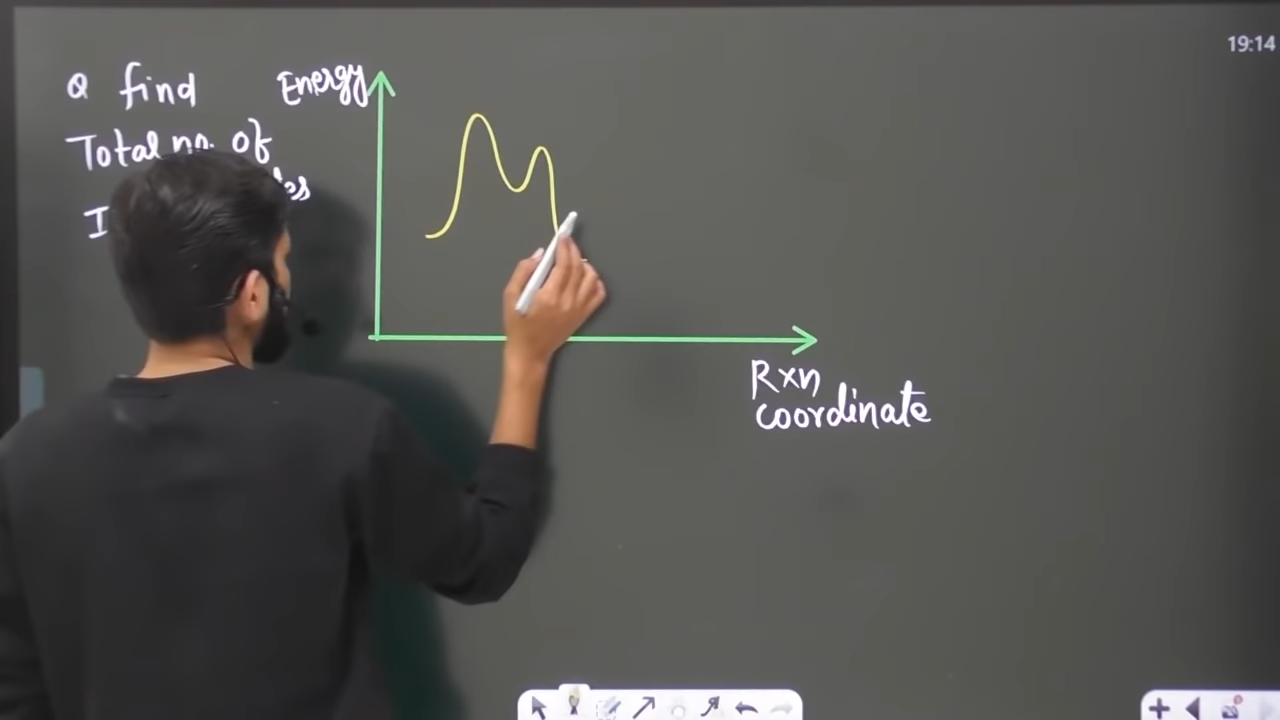 Q find
Total no. of
I
Energy
Rxn
coordinate
19:14